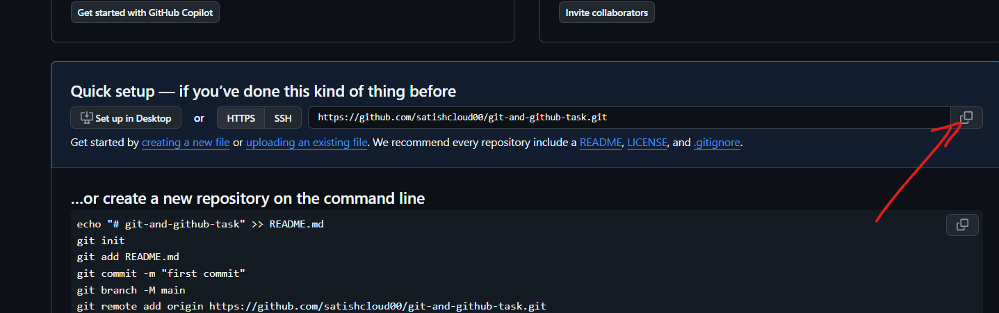 Get started with GitHub Copilot
Invite collaborators
Quick setup — if you’ve done this kind of thing before
Set up in Desktop or HTTPS SSH https://github.com/satishcloud00/git-and-github-task.git
Get started by creating a new file or uploading an existing file. We recommend every repository include a README, LICENSE, and .gitignore.
...or create a new repository on the command line
echo "# git-and-github-task" >> README.md
git init
git add README.md
git commit -m "first commit"
git branch -M main
git remote add origin https://github.com/satishcloud00/git-and-github-task.git